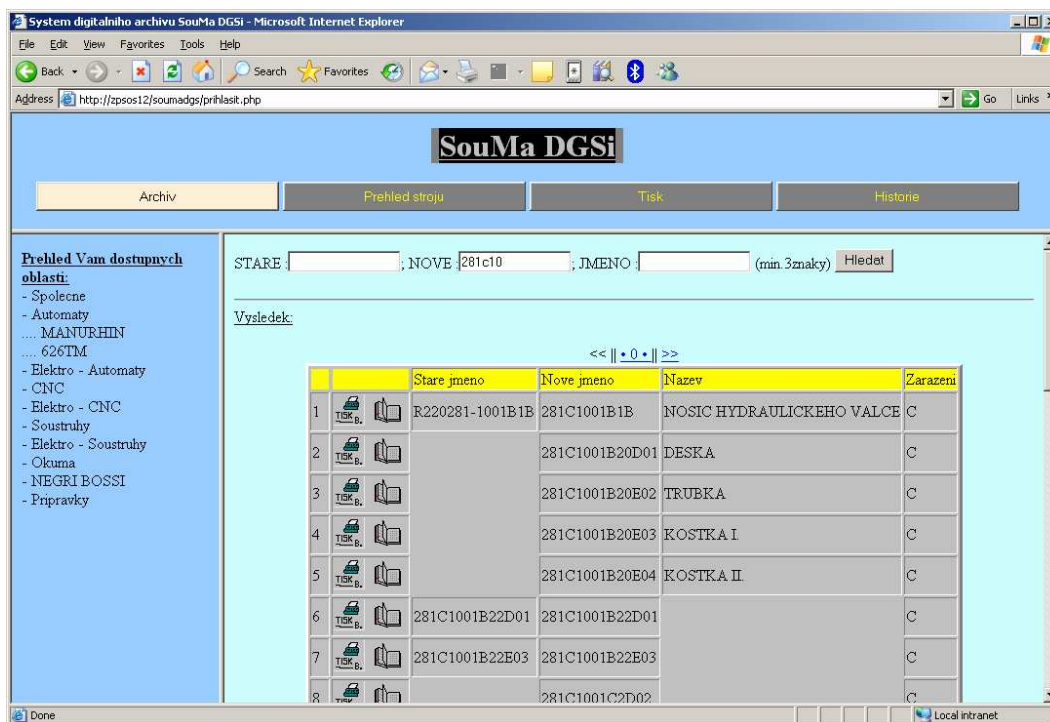 System digitalniho archivu SouMa DGSi - Microsoft Internet Explorer
File Edit View Favorites Tools Help
Back Search Favorites
Address http://zpsos12/soumadgs/prihlasit.php Go Links
SouMa DGSi
Archiv Prehled stroju Tisk Historie
Prehled Vam dostupnych
oblasti:
- Spolecne
- Automaty
.... MANURHIN
.... 626TM
- Elektro - Automaty
- CNC
- Elektro - CNC
- Soustruhy
- Elektro - Soustruhy
- Okuma
- NEGRI BOSSI
- Pripravky
STARE : ; NOVE : 281c10 ; JMENO : (min. 3znaky) Hledat
Vysledek:
<< || • 0 • || >>
Stare jmeno Nove jmeno Nazev Zarazeni
1 TISK B. R220281-1001B1B 281C1001B1B NOSIC HYDRAULICKEHO VALCE C
2 TISK B. 281C1001B20D01 DESKA C
3 TISK B. 281C1001B20E02 TRUBKA C
4 TISK B. 281C1001B20E03 KOSTKA I. C
5 TISK B. 281C1001B20E04 KOSTKA II. C
6 TISK B. 281C1001B22D01 281C1001B22D01 C
7 TISK B. 281C1001B22E03 281C1001B22E03 C
8 TISK 281C1001C2D02 C
Done Local intranet